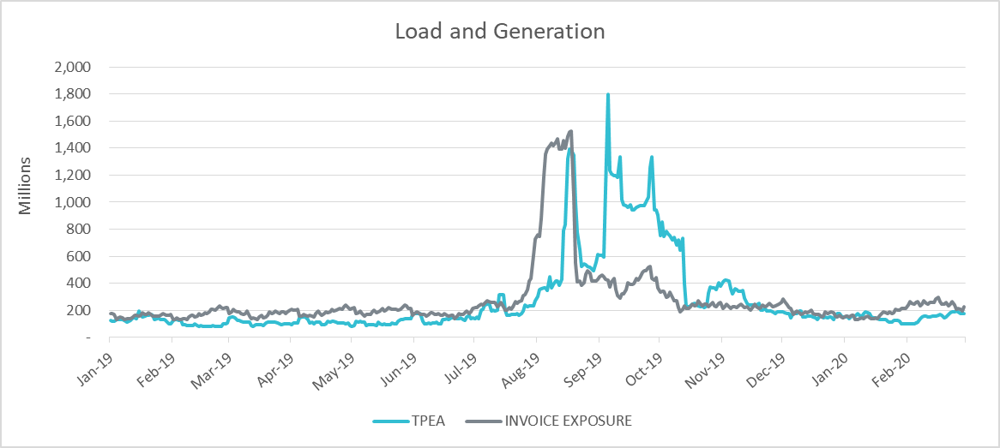 Load and Generation
Millions
2,000
1,800
1,600
1,400
1,200
1,000
800
600
400
200
-
Jan-19
Feb-19
Mar-19
Apr-19
May-19
Jun-19
Jul-19
Aug-19
Sep-19
Oct-19
Nov-19
Dec-19
Jan-20
Feb-20
TPEA
INVOICE EXPOSURE